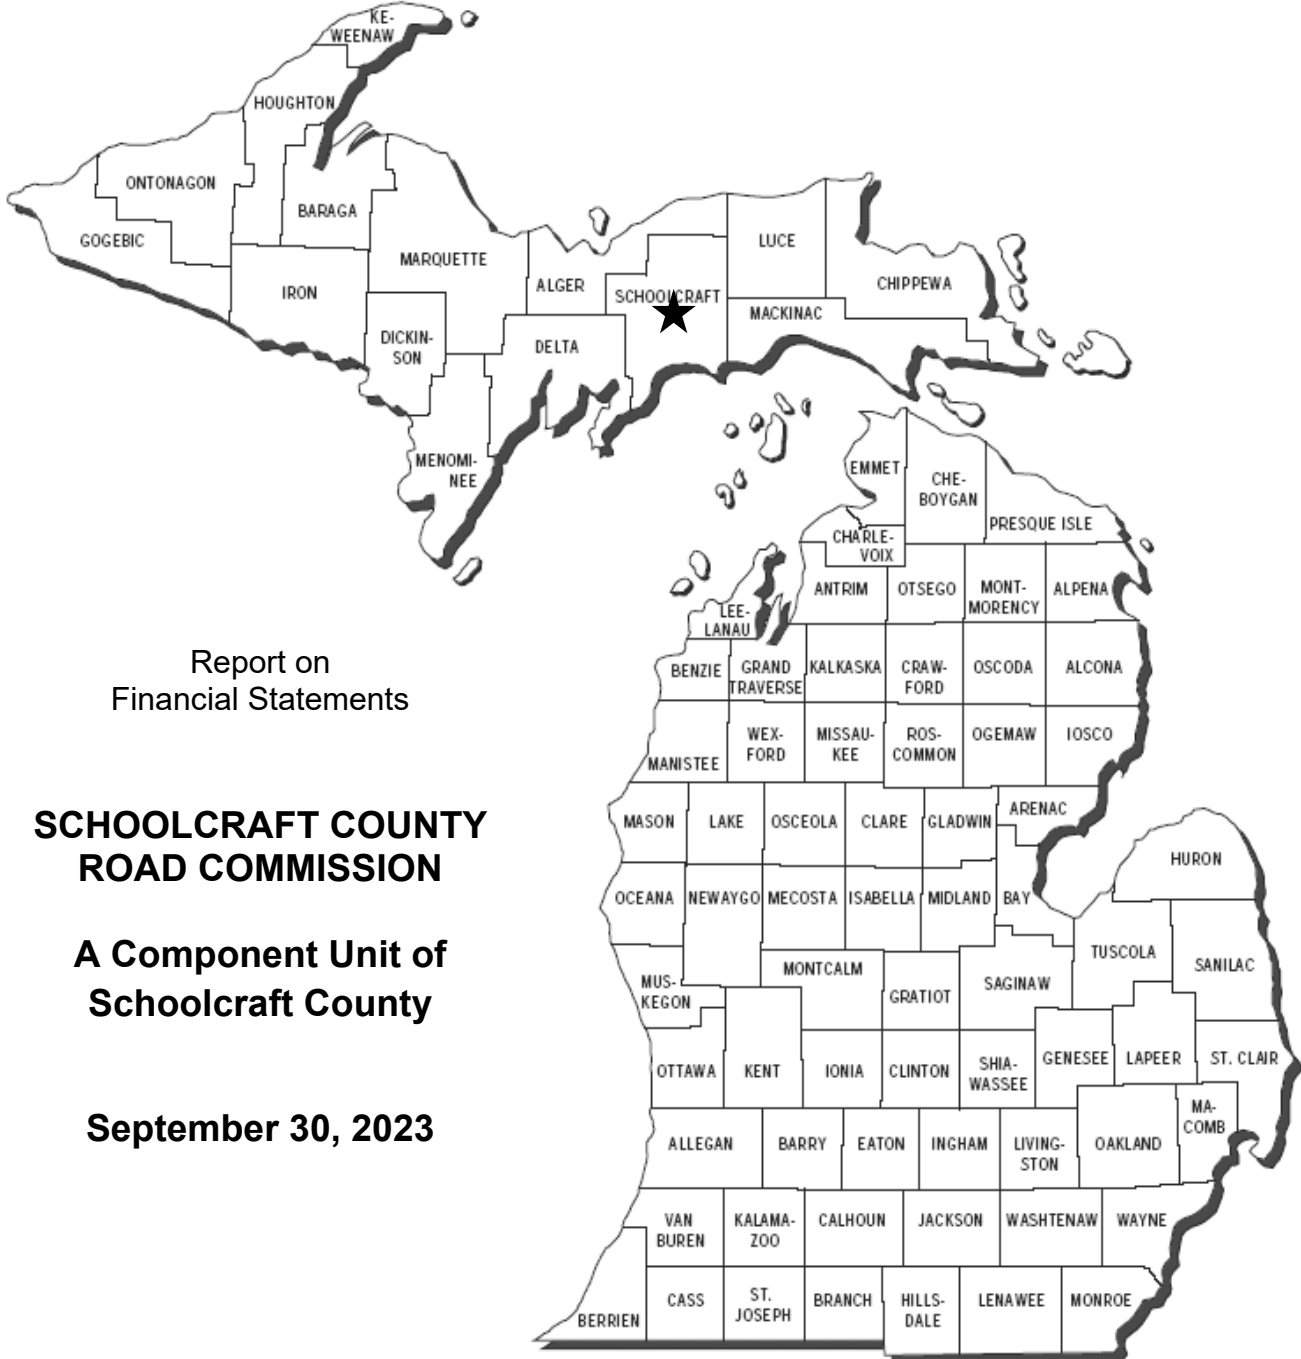 KE-
WEENAW
HOUGHTON
ONTONAGON
BARAGA
GOGEBIC
MARQUETTE
LUCE
IRON
ALGER
SCHOOLCRAFT
CHIPPEWA
MACKINAC
DICKIN-
SON
DELTA
MENOMI-
NEE
EMMET
CHE-
BOYGAN
PRESQUE ISLE
CHARLE-
VOIX
ANTRIM
OTSEGO
MONT-
MORENCY
ALPENA
LEE-
LANAU
BENZIE
GRAND
TRAVERSE
KALKASKA
CRAW-
FORD
OSCODA
ALCONA
MANISTEE
WEX-
FORD
MISSAU-
KEE
ROS-
COMMON
OGEMAW
IOSCO
MASON
LAKE
OSCEOLA
CLARE
GLADWIN
ARENAC
HURON
OCEANA
NEWAYGO
MECOSTA
ISABELLA
MIDLAND
BAY
TUSCOLA
SANILAC
MUS-
KEGON
MONTCALM
GRATIOT
SAGINAW
OTTAWA
KENT
IONIA
CLINTON
SHIA-
WASSEE
GENESEE
LAPEER
ST. CLAIR
ALLEGAN
BARRY
EATON
INGHAM
LIVING-
STON
OAKLAND
MA-
COMB
VAN
BUREN
KALAMA-
ZOO
CALHOUN
JACKSON
WASHTENAW
WAYNE
BERRIEN
CASS
ST.
JOSEPH
BRANCH
HILLS-
DALE
LENAWEE
MONROE
Report on
Financial Statements
SCHOOLCRAFT COUNTY
ROAD COMMISSION
A Component Unit of
Schoolcraft County
September 30, 2023